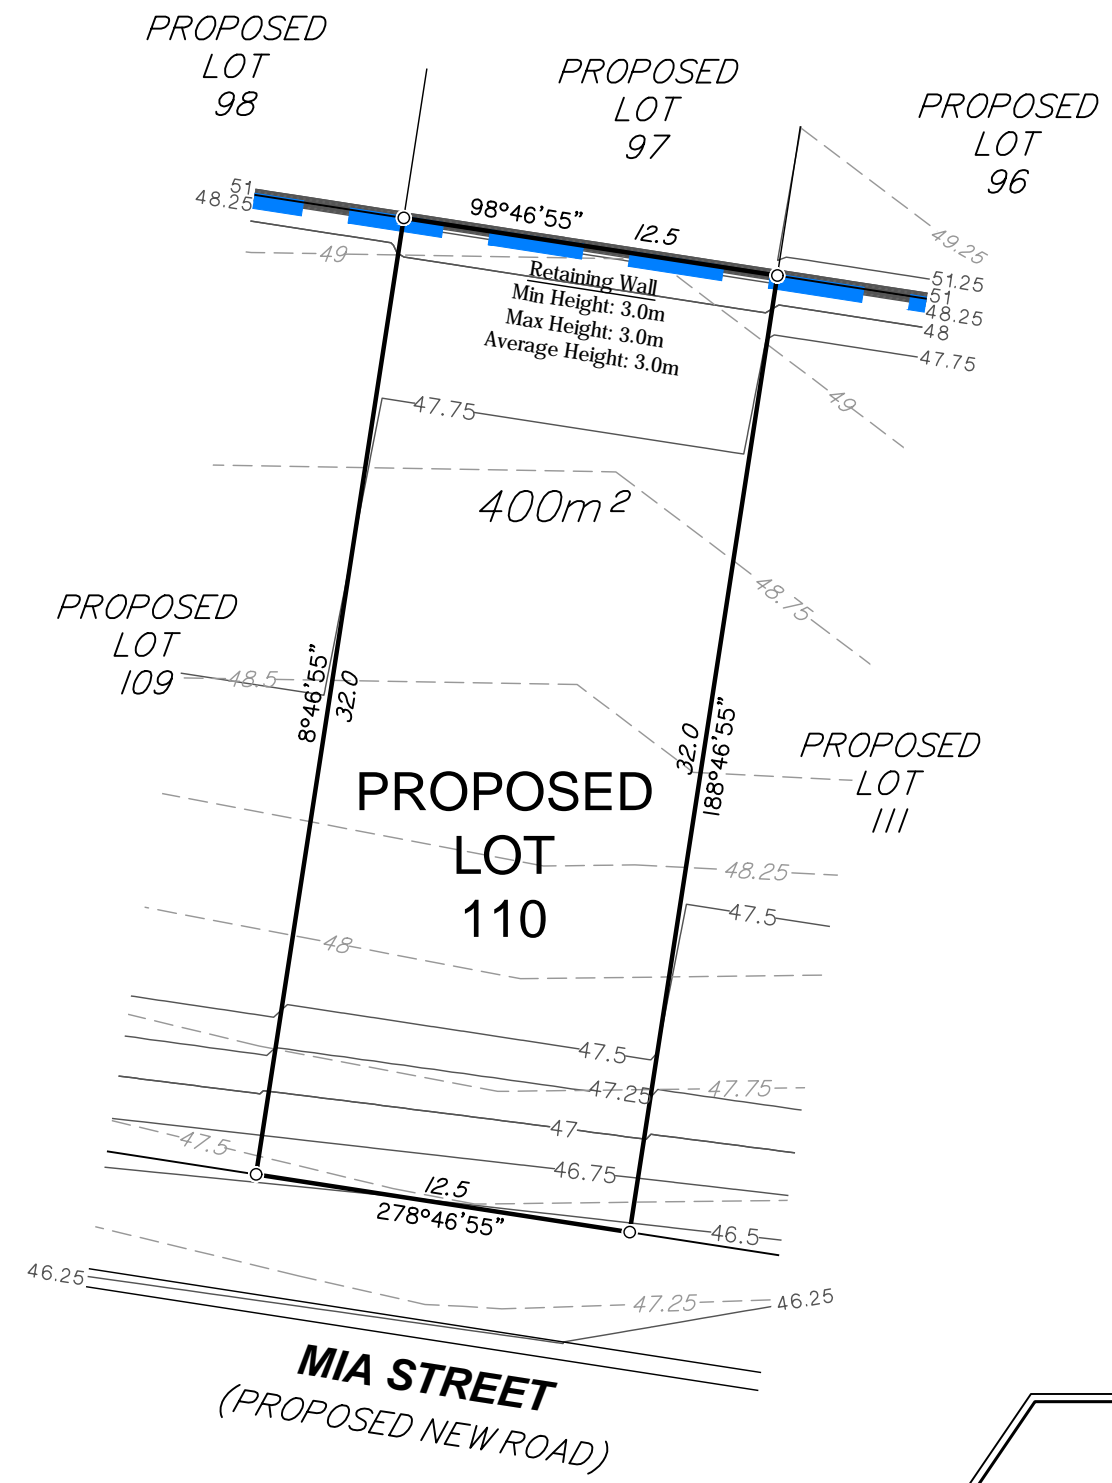 PROPOSED
LOT
98
PROPOSED
LOT
97
PROPOSED
LOT
96
51
48.25
98°46'55"
12.5
49
49.25
51.25
51
48.25
48
47.75
Retaining Wall
Min Height: 3.0m
Max Height: 3.0m
Average Height: 3.0m
47.75
49
400m²
48.75
PROPOSED
LOT
109
48.5
8°46'55"
32.0
32.0
188°46'55"
PROPOSED
LOT
111
PROPOSED
LOT
110
48.25
47.5
48
47.5
47.25
47.75
47
47.5
46.75
12.5
278°46'55"
46.5
46.25
47.25
46.25
MIA STREET
(PROPOSED NEW ROAD)